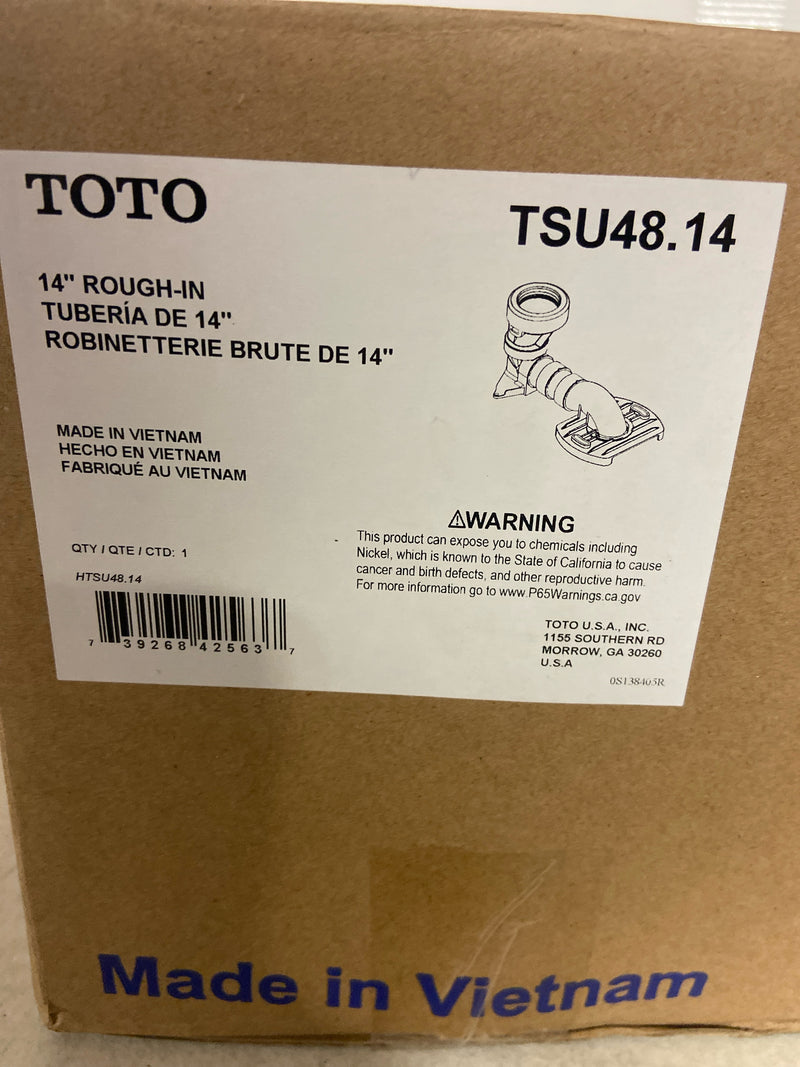 TOTO
TSU48.14
14" ROUGH-IN
TUBERÍA DE 14"
ROBINETTERIE BRUTE DE 14"
MADE IN VIETNAM
HECHO EN VIETNAM
FABRIQUÉ AU VIETNAM
QTY / QTE / CTD: 1
HTSU48.14
7 39268 42563 7
⚠WARNING
This product can expose you to chemicals including
Nickel, which is known to the State of California to cause
cancer and birth defects, and other reproductive harm.
For more information go to www.P65Warnings.ca.gov
TOTO U.S.A., INC.
1155 SOUTHERN RD
MORROW, GA 30260
U.S.A
0S138405R
Made in Vietnam